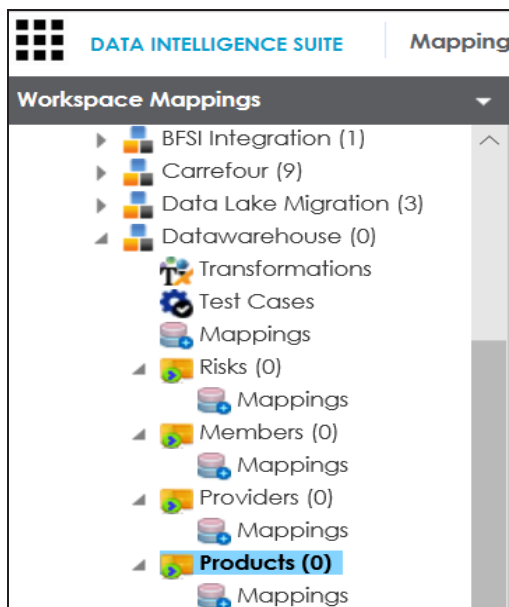 DATA INTELLIGENCE SUITE Mapping
Workspace Mappings
BFSI Integration (1)
Carrefour (9)
Data Lake Migration (3)
Datawarehouse (0)
Transformations
Test Cases
Mappings
Risks (0)
Mappings
Members (0)
Mappings
Providers (0)
Mappings
Products (0)
Mappings